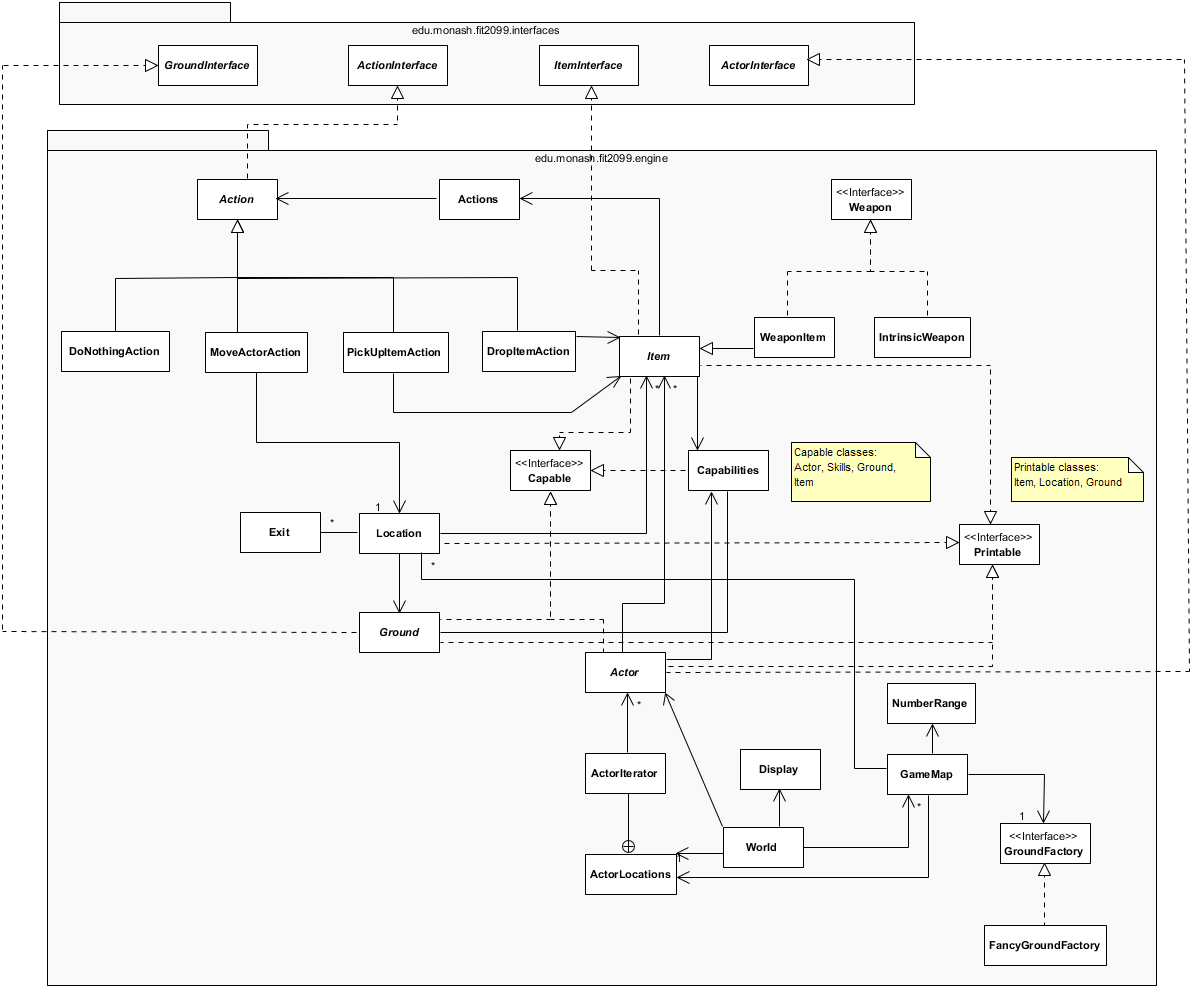 edu.monash.fit2099.interfaces
GroundInterface
ActionInterface
ItemInterface
ActorInterface
edu.monash.fit2099.engine
Action
Actions
<<Interface>>
Weapon
DoNothingAction
MoveActorAction
PickUpItemAction
DropItemAction
Item
WeaponItem
IntrinsicWeapon
*
*
<<Interface>>
Capable
Capabilities
Capable classes:
Actor, Skills, Ground,
Item
Printable classes:
Item, Location, Ground
Exit
*
1
Location
*
<<Interface>>
Printable
Ground
Actor
*
NumberRange
ActorIterator
Display
GameMap
*
1
<<Interface>>
GroundFactory
World
1
ActorLocations
FancyGroundFactory